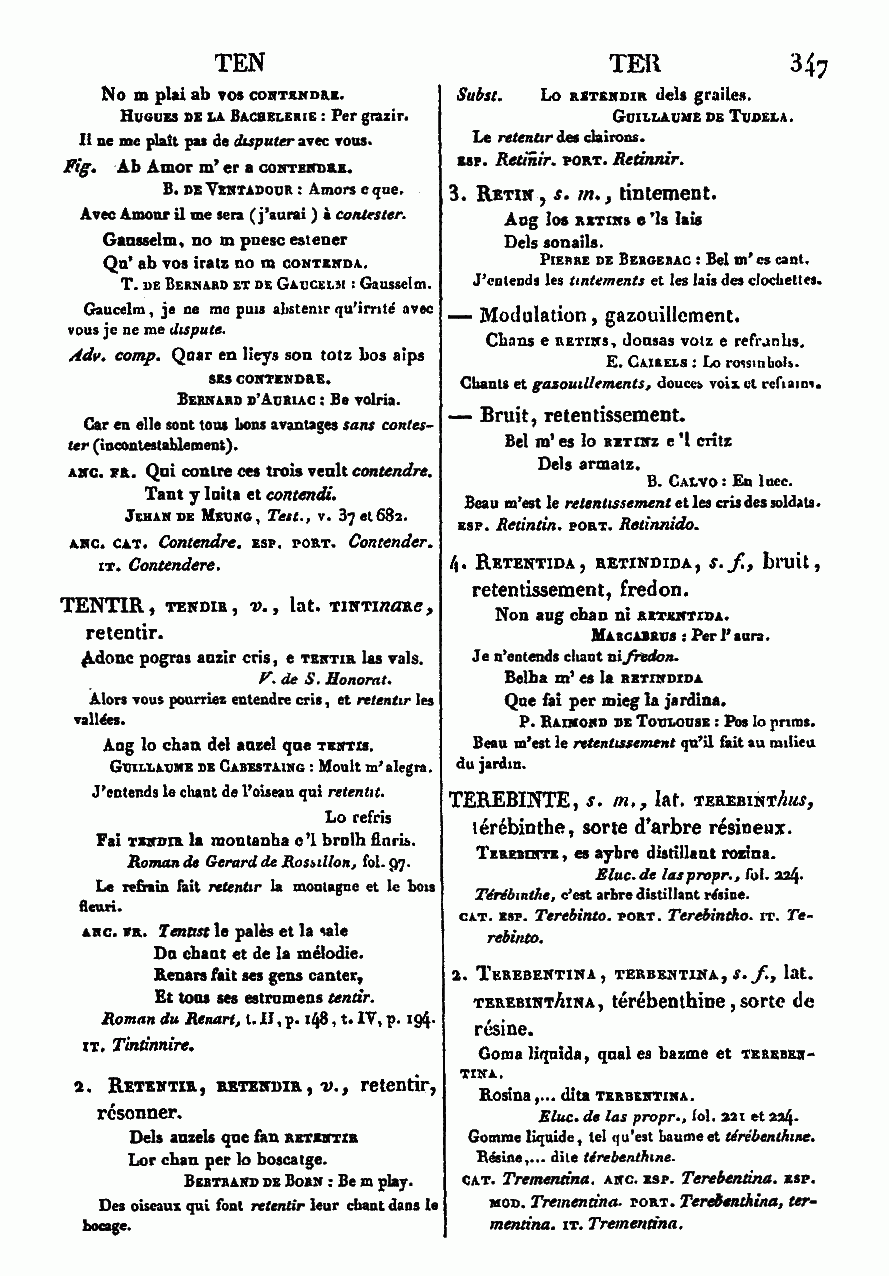 TEN
TER
347
No m plai ab vos CONTENDRE.
HUGUES DE LA BACHELERIE : Per grazir.
Il ne me plaît pas de disputer avec vous.
Fig. Ab Amor m' er a CONTENDRE.
B. DE VENTADOUR : Amors e que.
Avec Amour il me sera (j'aurai) à contester.
Gausselm, no m puesc estener
Qu' ab vos iratz no m CONTENDA.
T. DE BERNARD ET DE GAUCELM : Gausselm.
Gaucelm, je ne me puis abstenir qu'irrité avec
vous je ne me dispute.
Adv. comp. Quar en lieys son totz bos aips
SES CONTENDRE.
BERNARD D'AURIAC : Be volria.
Car en elle sont tous bons avantages sans contes-
ter (incontestablement).
ANC. FR. Qui contre ces trois veult contendre.
Tant y luita et contendi.
JEHAN DE MEUNG, Test., v. 37 et 682.
ANC. CAT. Contendre. ESP. PORT. Contender.
IT. Contendere.
TENTIR, TENDIR, v., lat. TINTINARE,
retentir.
Adonc pogras auzir cris, e TENTIR las vals.
V. de S. Honorat.
Alors vous pourriez entendre cris, et retentir les
vallées.
Aug lo chan del auzel que TENTIS.
GUILLAUME DE CABESTAING : Moult m' alegra.
J'entends le chant de l'oiseau qui retentit.
Lo refris
Fai TENDIR la montanha e 'l brolh floris.
Roman de Gerard de Rossillon, fol. 97.
Le refrain fait retentir la montagne et le bois
fleuri.
ANC. FR. Tentist le palès et la sale
Du chant et de la mélodie.
Renars fait ses gens canter,
Et tous ses estrumens tentir.
Roman du Renart, t. II, p. 148, t. IV, p. 194.
IT. Tintinnire.
2. RETENTIR, RETENDIR, v., retentir,
résonner.
Dels auzels que fan RETENTIR
Lor chan per lo boscatge.
BERTRAND DE BORN : Be m play.
Des oiseaux qui font retentir leur chant dans le
bocage.
Subst. Lo RETENDIR dels grailes.
GUILLAUME DE TUDELA.
Le retentir des clairons.
ESP. Retiñir. PORT. Retinnir.
3. RETIN, s. m., tintement.
Aug los RETINS e 'ls lais
Dels sonails.
PIERRE DE BERGERAC : Bel m' es cant.
J'entends les tintements et les lais des clochettes.
— Modulation, gazouillement.
Chans e RETINS, dousas voiz e refranhs.
E. CAIRELS : Lo rossinhols.
Chants et gazouillements, douces voix et refrains.
— Bruit, retentissement.
Bel m' es lo RETINZ e 'l critz
Dels armatz.
B. CALVO : En luec.
Beau m'est le retentissement et les cris des soldats.
ESP. Retintin. PORT. Retinnido.
4. RETENTIDA, RETINDIDA, s. f., bruit,
retentissement, fredon.
Non aug chan ni RETENTIDA.
MARCABRUS : Per l' aura.
Je n'entends chant ni fredon.
Belha m' es la RETINDIDA
Que fai per mieg la jardina.
P. RAIMOND DE TOULOUSE : Pos lo prims.
Beau m'est le retentissement qu'il fait au milieu
du jardin.
TEREBINTE, s. m., lat. TEREBINThus,
térébinthe, sorte d'arbre résineux.
TEREBINTE, es aybre distillant rozina.
Eluc. de las propr., fol. 224.
Térébinthe, c'est arbre distillant résine.
CAT. ESP. Terebinto. PORT. Terebintho. IT. Te-
rebinto.
2. TEREBENTINA, TERBENTINA, s. f., lat.
TEREBINThINA, térébenthine, sorte de
résine.
Goma liquida, qual es bazme et TEREBEN-
TINA.
Rosina,... dita TERBENTINA.
Eluc. de las propr., fol. 221 et 224.
Gomme liquide, tel qu'est baume et térébenthine.
Résine,... dite térébenthine.
CAT. Trementina. ANC. ESP. Terebentina. ESP.
MOD. Trementina. PORT. Terebenthina, ter-
mentina. IT. Trementina.